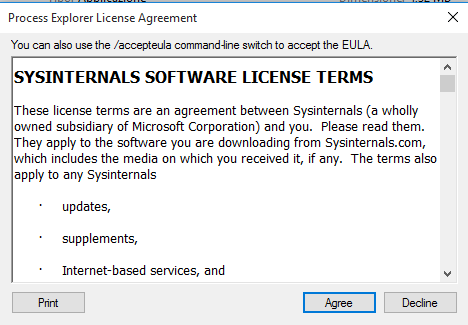 Process Explorer License Agreement
You can also use the /accepteula command-line switch to accept the EULA.
SYSINTERNALS SOFTWARE LICENSE TERMS
These license terms are an agreement between Sysinternals (a wholly
owned subsidiary of Microsoft Corporation) and you.  Please read them.
They apply to the software you are downloading from Sysinternals.com,
which includes the media on which you received it, if any.  The terms also
apply to any Sysinternals
· updates,
· supplements,
· Internet-based services, and
Print Agree Decline